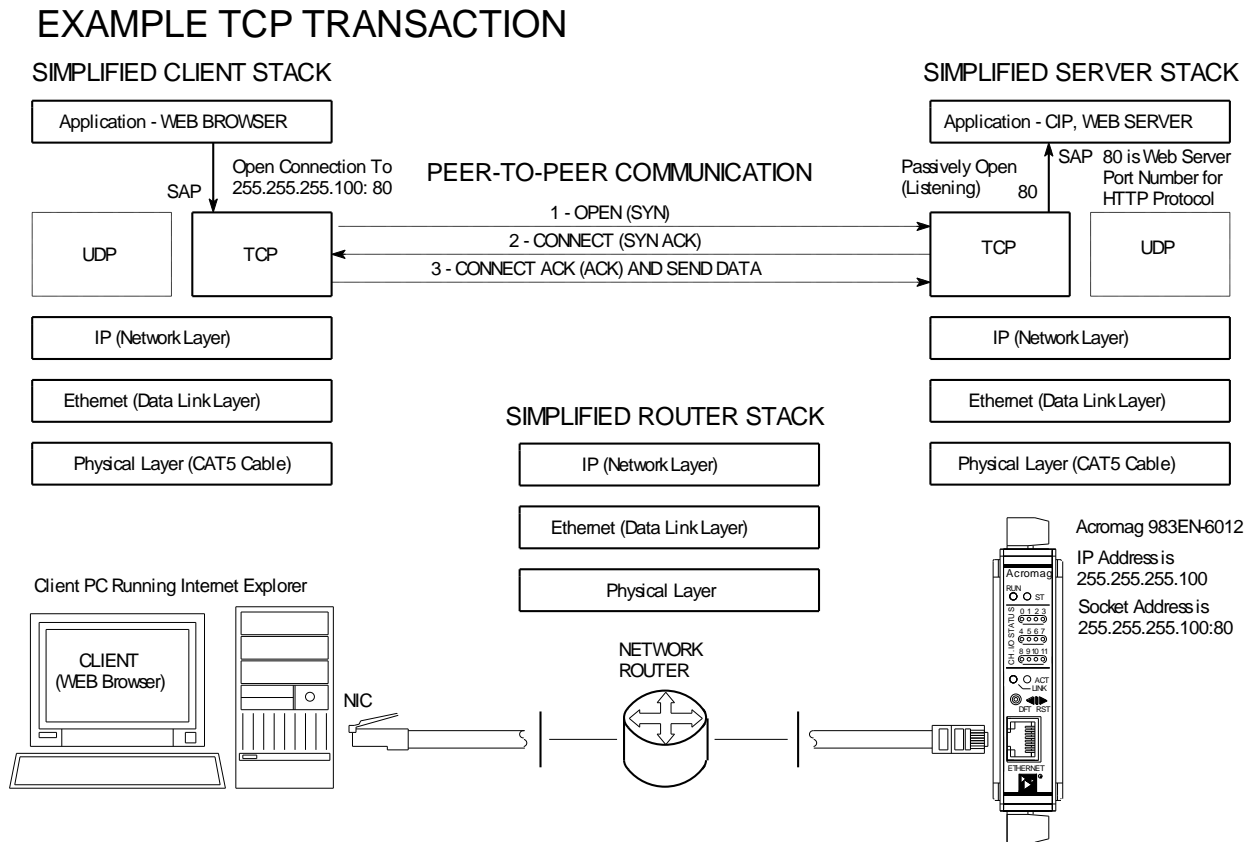 EXAMPLE TCP TRANSACTION
SIMPLIFIED CLIENT STACK
SIMPLIFIED SERVER STACK
Application - WEB BROWSER
Application - CIP, WEB SERVER
SAP
Open Connection To
255.255.255.100: 80
PEER-TO-PEER COMMUNICATION
Passively Open
(Listening)
80
SAP
80 is Web Server
Port Number for
HTTP Protocol
UDP
TCP
1 - OPEN (SYN)
2 - CONNECT (SYN ACK)
3 - CONNECT ACK (ACK) AND SEND DATA
TCP
UDP
IP (Network Layer)
IP (Network Layer)
Ethernet (Data Link Layer)
Ethernet (Data Link Layer)
Physical Layer (CAT5 Cable)
Physical Layer (CAT5 Cable)
SIMPLIFIED ROUTER STACK
IP (Network Layer)
Ethernet (Data Link Layer)
Physical Layer
Client PC Running Internet Explorer
CLIENT
(WEB Browser)
NIC
NETWORK
ROUTER
Acromag 983EN-6012
IP Address is
255.255.255.100
Socket Address is
255.255.255.100:80
Acromag
RUN
ST
CH. I/O STATUS
0 1 2 3
4 5 6 7
8 9 10 11
ACT
LINK
DFT RST
ETHERNET